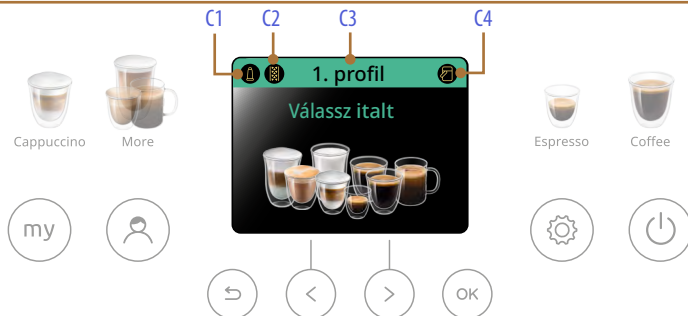 C1 C2 C3 C4
1. profil
Válassz italt
Cappuccino More Espresso Coffee
my
OK